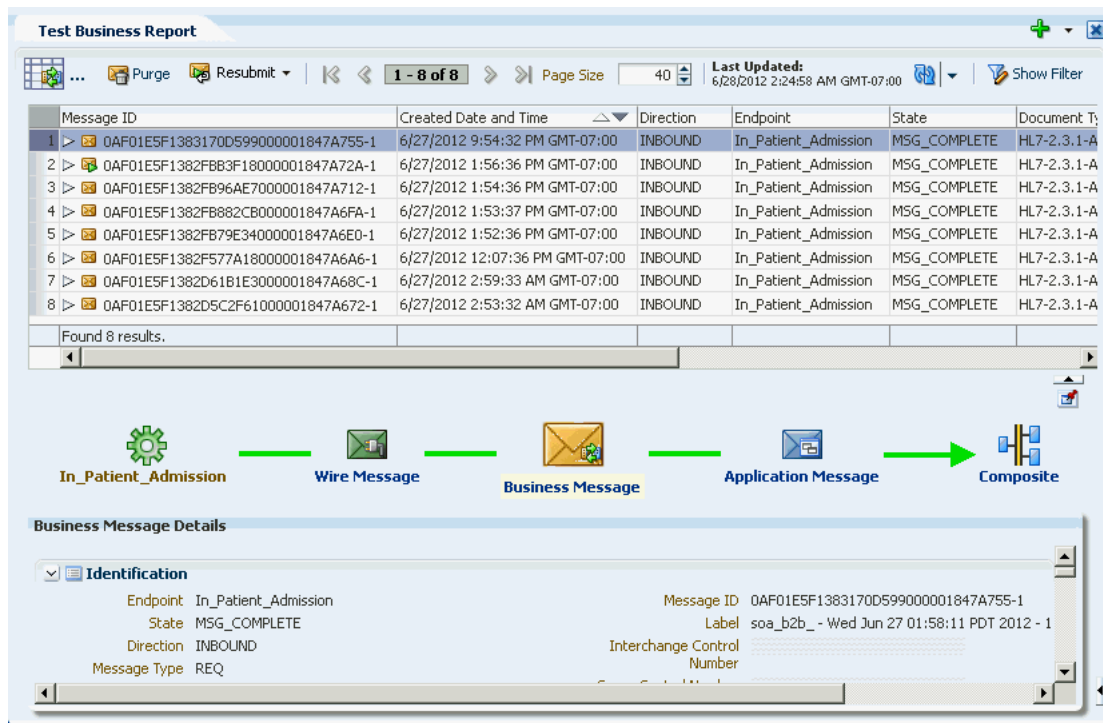 Test Business Report
... Purge Resubmit 1 - 8 of 8 Page Size 40 Last Updated: 6/28/2012 2:24:58 AM GMT-07:00 Show Filter
Message ID Created Date and Time Direction Endpoint State Document Ty
1 0AF01E5F1383170D599000001847A755-1 6/27/2012 9:54:32 PM GMT-07:00 INBOUND In_Patient_Admission MSG_COMPLETE HL7-2.3.1-A
2 0AF01E5F1382FBB3F18000001847A72A-1 6/27/2012 1:56:36 PM GMT-07:00 INBOUND In_Patient_Admission MSG_COMPLETE HL7-2.3.1-A
3 0AF01E5F1382FB96AE7000001847A712-1 6/27/2012 1:54:36 PM GMT-07:00 INBOUND In_Patient_Admission MSG_COMPLETE HL7-2.3.1-A
4 0AF01E5F1382FB882CB000001847A6FA-1 6/27/2012 1:53:37 PM GMT-07:00 INBOUND In_Patient_Admission MSG_COMPLETE HL7-2.3.1-A
5 0AF01E5F1382FB79E34000001847A6E0-1 6/27/2012 1:52:36 PM GMT-07:00 INBOUND In_Patient_Admission MSG_COMPLETE HL7-2.3.1-A
6 0AF01E5F1382F577A18000001847A6A6-1 6/27/2012 12:07:36 PM GMT-07:00 INBOUND In_Patient_Admission MSG_COMPLETE HL7-2.3.1-A
7 0AF01E5F1382D61B1E3000001847A68C-1 6/27/2012 2:59:33 AM GMT-07:00 INBOUND In_Patient_Admission MSG_COMPLETE HL7-2.3.1-A
8 0AF01E5F1382D5C2F61000001847A672-1 6/27/2012 2:53:32 AM GMT-07:00 INBOUND In_Patient_Admission MSG_COMPLETE HL7-2.3.1-A
Found 8 results.
In_Patient_Admission Wire Message Business Message Application Message Composite
Business Message Details
Identification
Endpoint In_Patient_Admission Message ID 0AF01E5F1383170D599000001847A755-1
State MSG_COMPLETE Label soa_b2b_ - Wed Jun 27 01:58:11 PDT 2012 - 1
Direction INBOUND Interchange Control Number
Message Type REQ